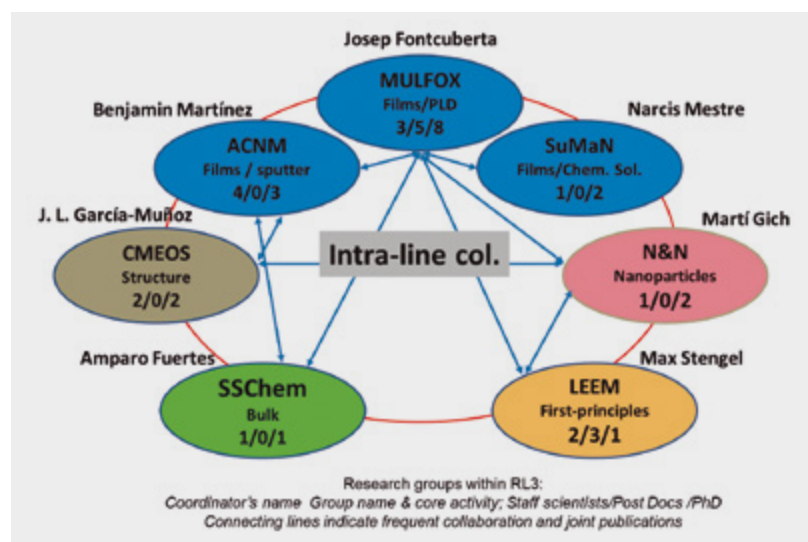 Josep Fontcuberta
MULFOX
Films/PLD
3/5/8
Benjamin Martínez
ACNM
Films / sputter
4/0/3
Narcis Mestre
SuMaN
Films/Chem. Sol.
1/0/2
J. L. García-Muñoz
CMEOS
Structure
2/0/2
Intra-line col.
Martí Gich
N&N
Nanoparticles
1/0/2
Amparo Fuertes
SSChem
Bulk
1/0/1
Max Stengel
LEEM
First-principles
2/3/1
Research groups within RL3:
Coordinator's name Group name & core activity; Staff scientists/Post Docs /PhD
Connecting lines indicate frequent collaboration and joint publications